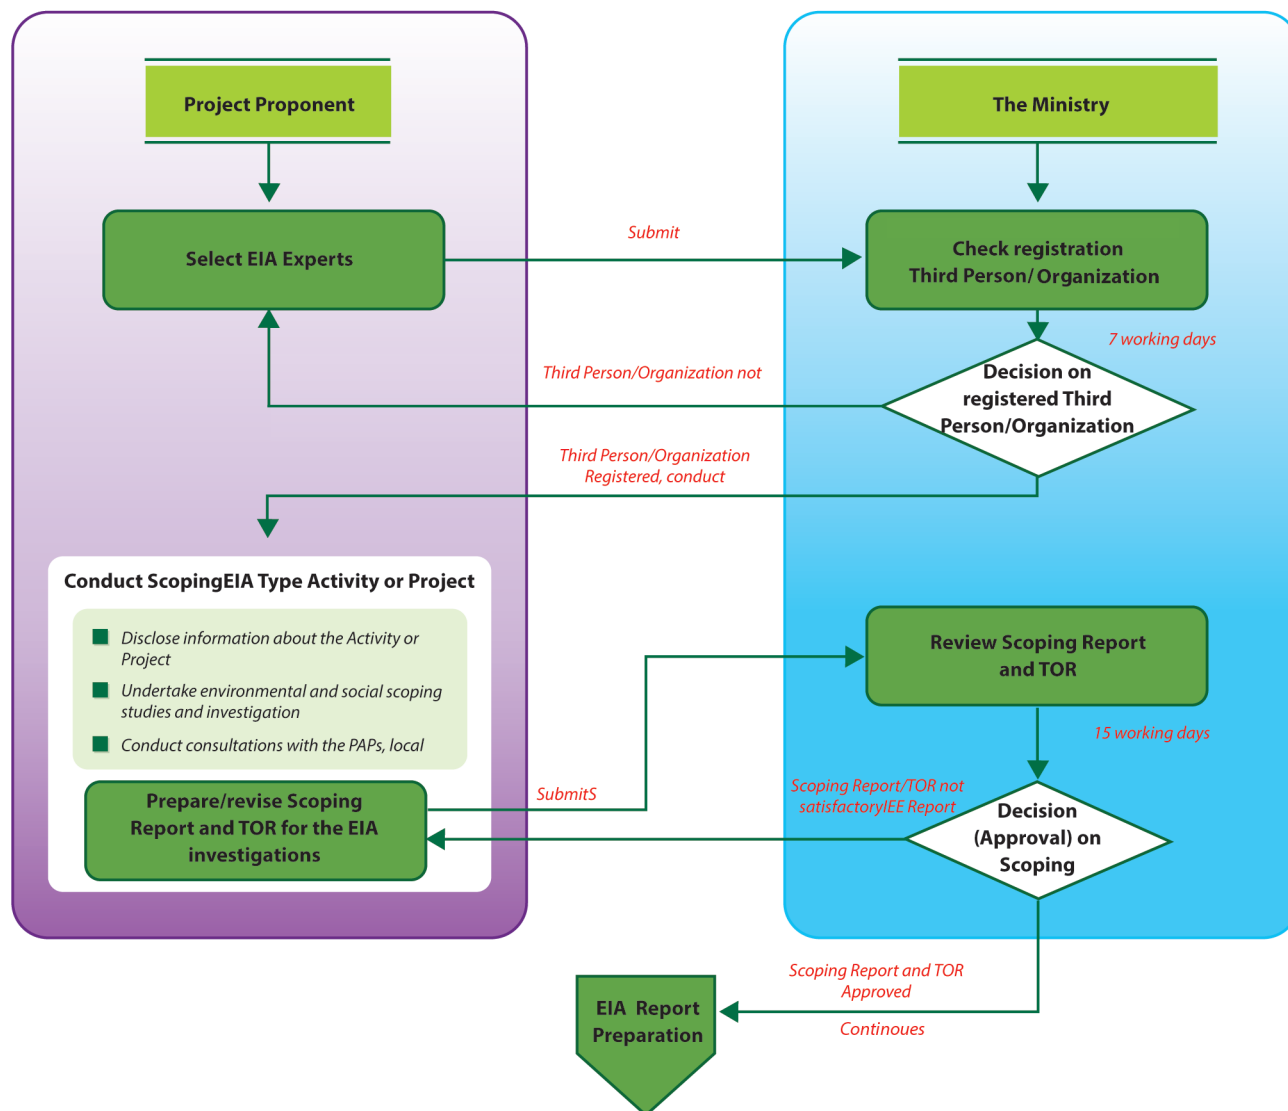 Project Proponent
The Ministry
Select EIA Experts
Submit
Check registration
Third Person/ Organization
7 working days
Third Person/Organization not
Decision on
registered Third
Person/Organization
Third Person/Organization
Registered, conduct
Conduct ScopingEIA Type Activity or Project
Disclose information about the Activity or
Project
Undertake environmental and social scoping
studies and investigation
Conduct consultations with the PAPs, local
Prepare/revise Scoping
Report and TOR for the EIA
investigations
SubmitS
Review Scoping Report
and TOR
15 working days
Scoping Report/TOR not
satisfactoryIEE Report
Decision
(Approval) on
Scoping
Scoping Report and TOR
Approved
Continoues
EIA Report
Preparation